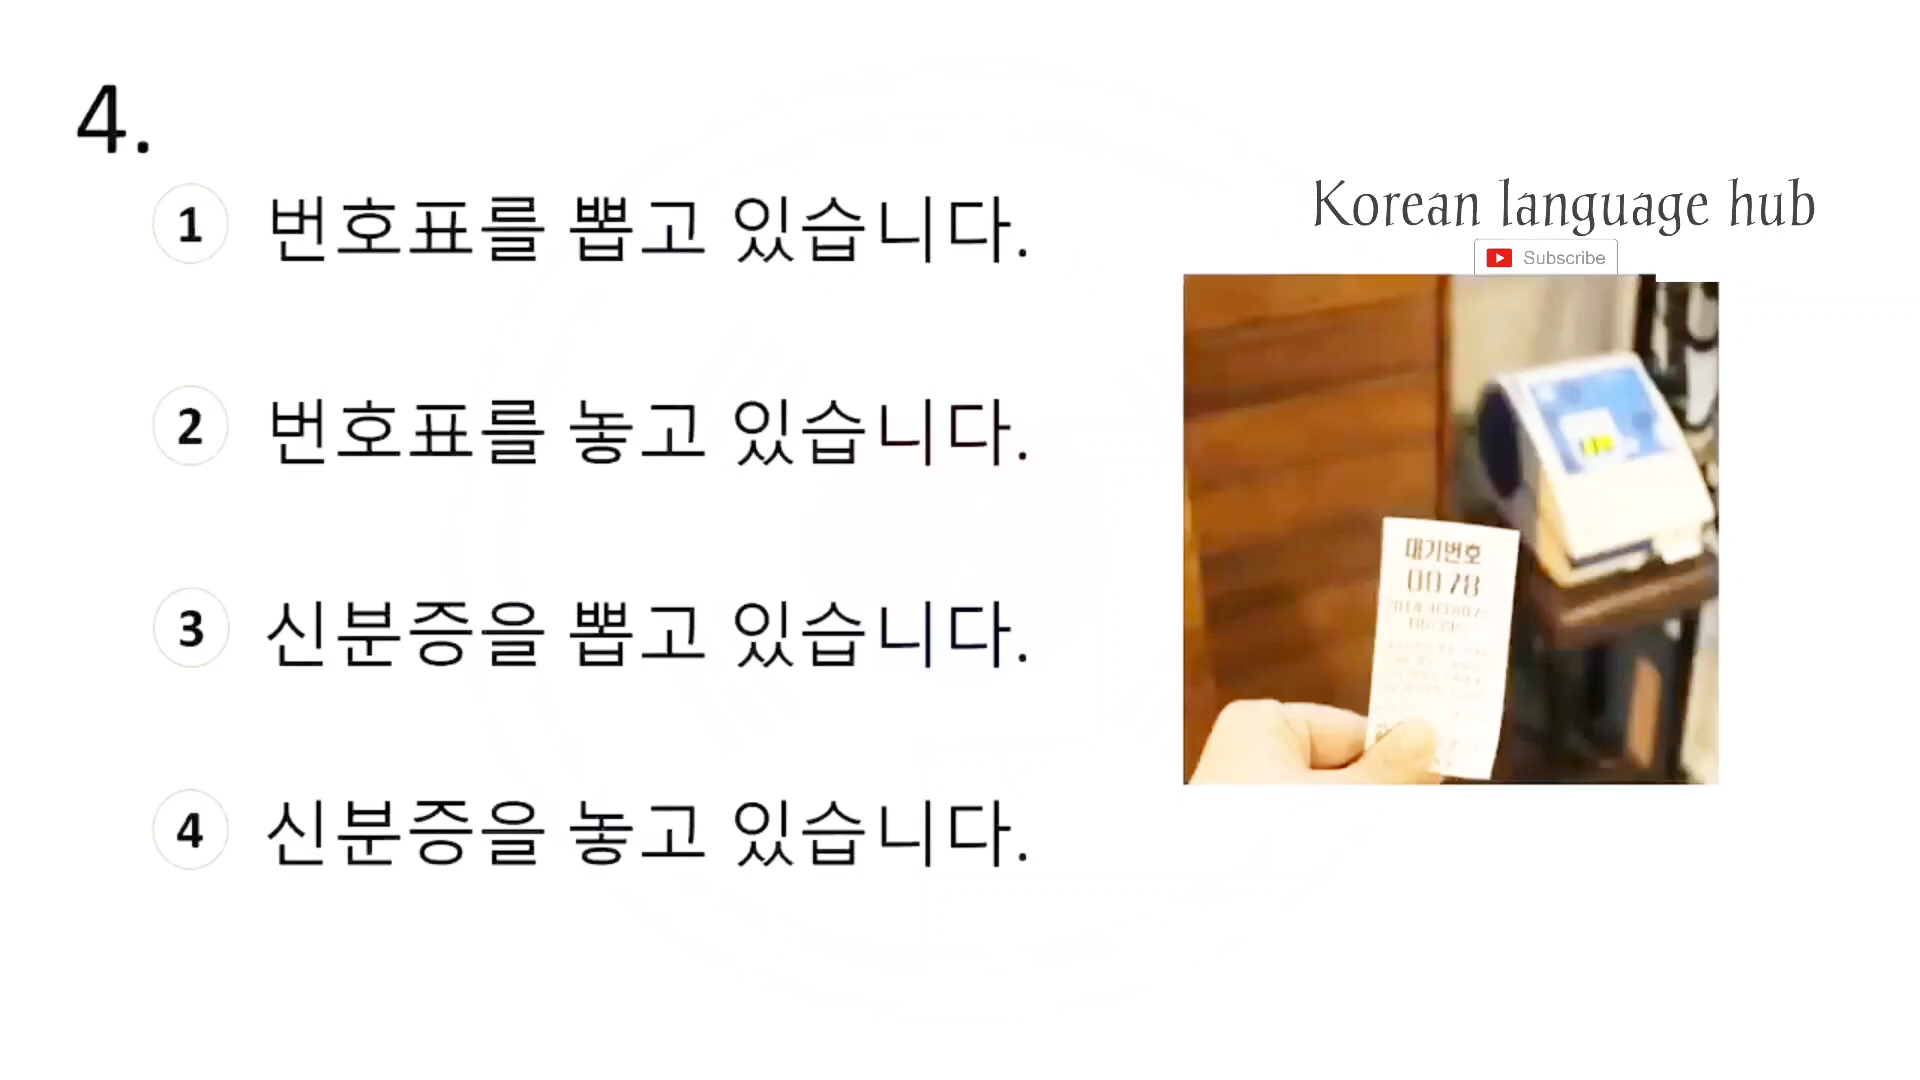 4.
1 번호표를 뽑고 있습니다.
2 번호표를 놓고 있습니다.
3 신분증을 뽑고 있습니다.
4 신분증을 놓고 있습니다.
Korean language hub
Subscribe
대기번호
0078